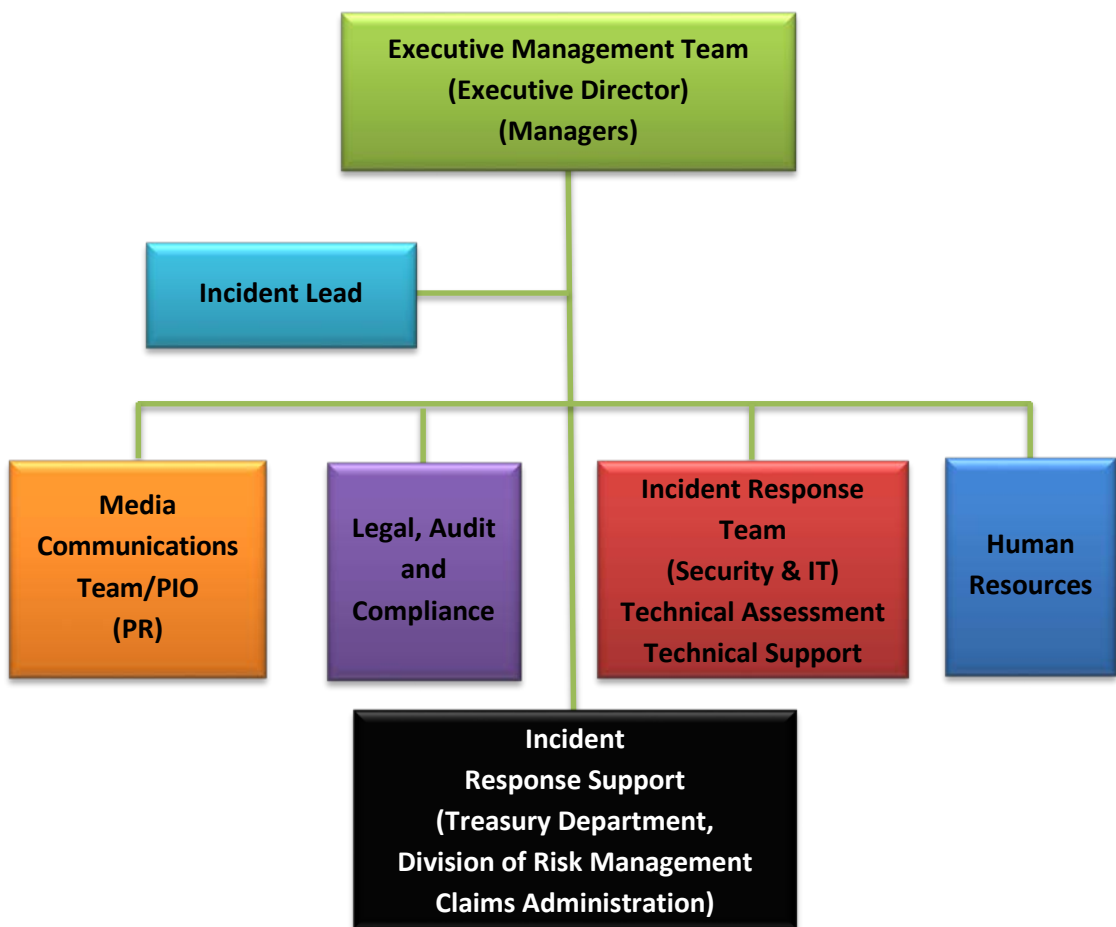 Executive Management Team
(Executive Director)
(Managers)
Incident Lead
Media
Communications
Team/PIO
(PR)
Legal, Audit
and
Compliance
Incident Response
Team
(Security & IT)
Technical Assessment
Technical Support
Human
Resources
Incident
Response Support
(Treasury Department,
Division of Risk Management
Claims Administration)